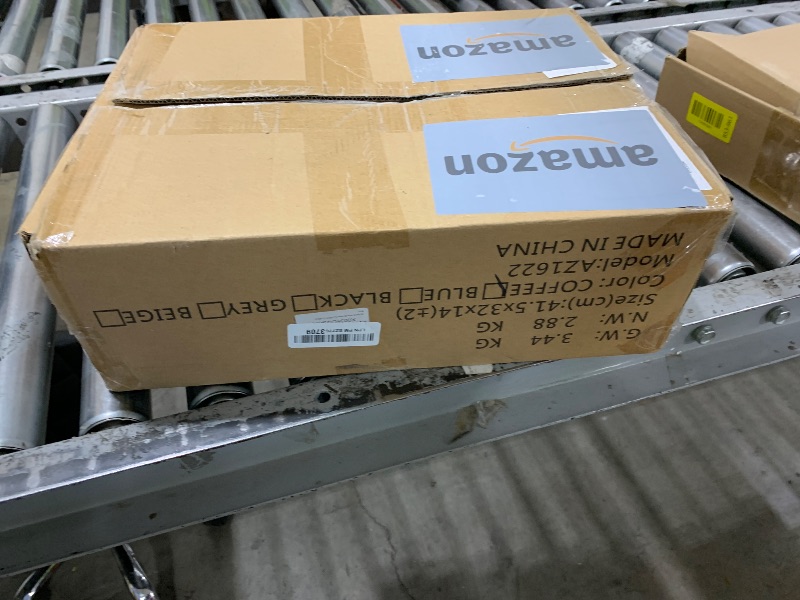 amazon
amazon
G.W: 3.44 KG
N.W: 2.88 KG
Size(cm):41.5x32x14(±2)
Color: COFFEE BLUE BLACK GREY BEIGE
Model:AZ1622
MADE IN CHINA